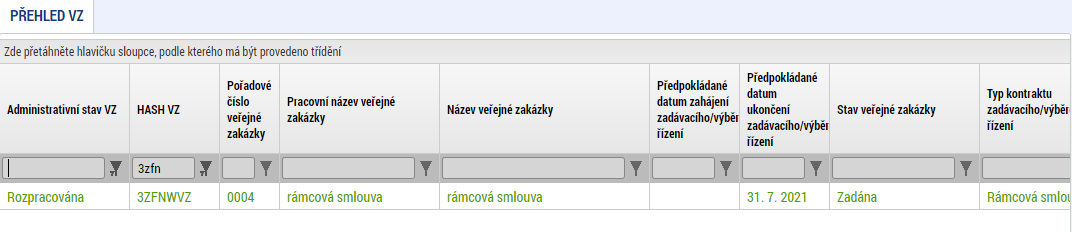 PŘEHLED VZ
Zde přetáhněte hlavičku sloupce, podle kterého má být provedeno třídění
Administrativní stav VZ
HASH VZ
Pořadové
číslo
veřejné
zakázky
Pracovní název veřejné
zakázky
Název veřejné zakázky
Předpokládané
datum zahájení
zadávacího/výběr
řízení
Předpokládané
datum
ukončení
zadávacího/výběr
řízení
Stav veřejné zakázky
Typ kontraktu
zadávacího/výběr
řízení
3zfn
Rozpracována
3ZFNWVZ
0004
rámcová smlouva
rámcová smlouva
31. 7. 2021
Zadána
Rámcová smlou